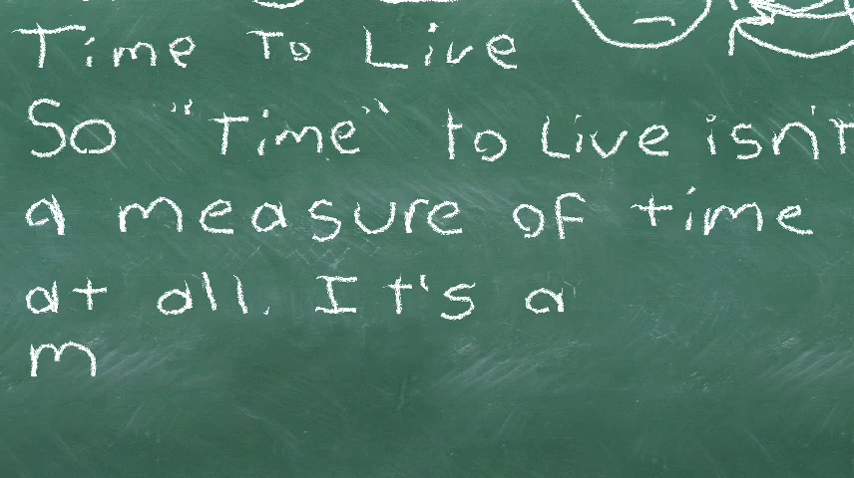 Time To Live
So "Time" to Live isn't
a measure of time
at all. It's a
m